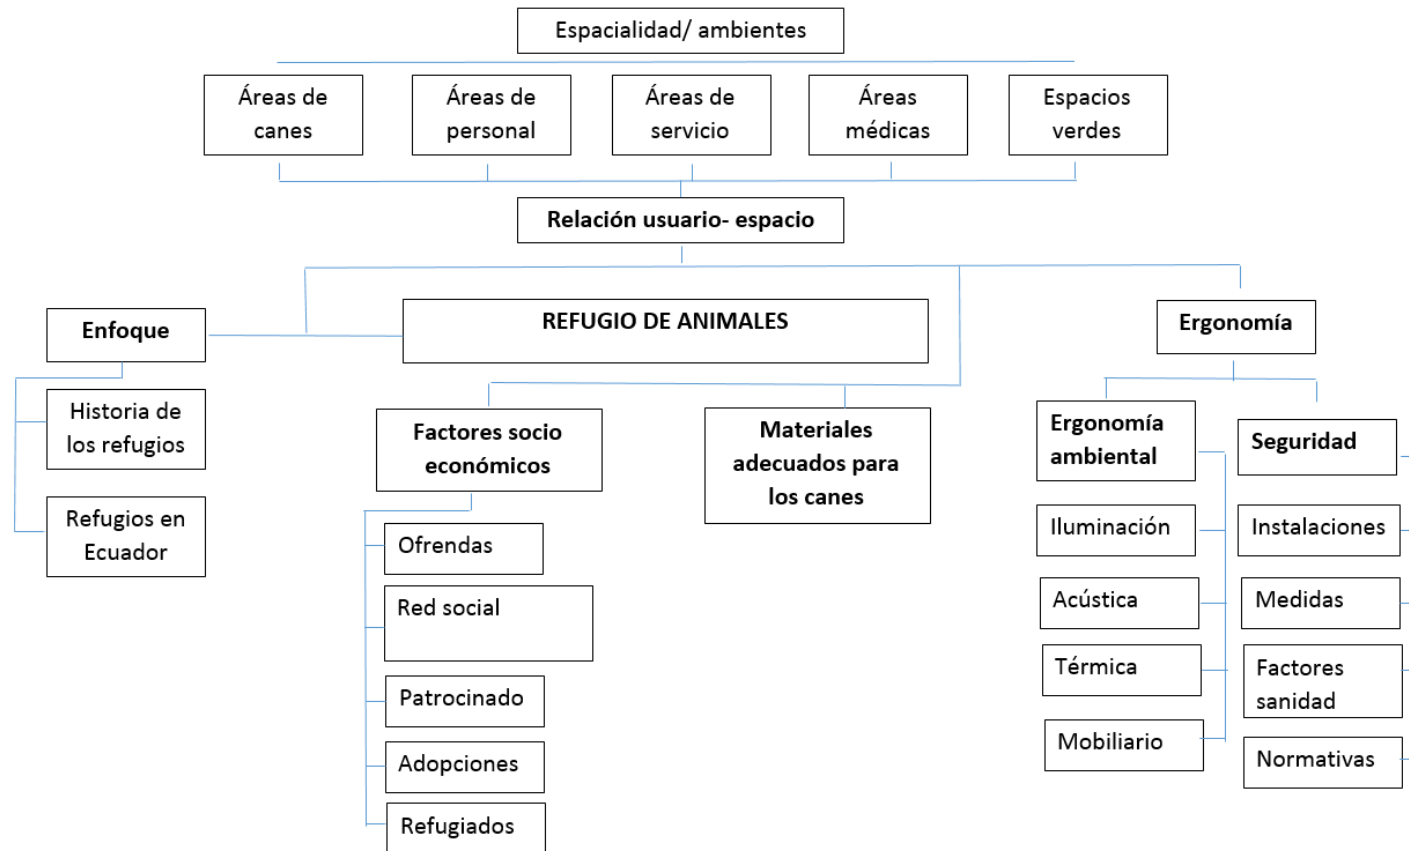 Espacialidad/ ambientes
Áreas de
canes
Áreas de
personal
Áreas de
servicio
Áreas
médicas
Espacios
verdes
Relación usuario- espacio
Enfoque
REFUGIO DE ANIMALES
Ergonomía
Historia de
los refugios
Refugios en
Ecuador
Factores socio
económicos
Ofrendas
Red social
Patrocinado
Adopciones
Refugiados
Materiales
adecuados para
los canes
Ergonomía
ambiental
Iluminación
Acústica
Térmica
Mobiliario
Seguridad
Instalaciones
Medidas
Factores
sanidad
Normativas